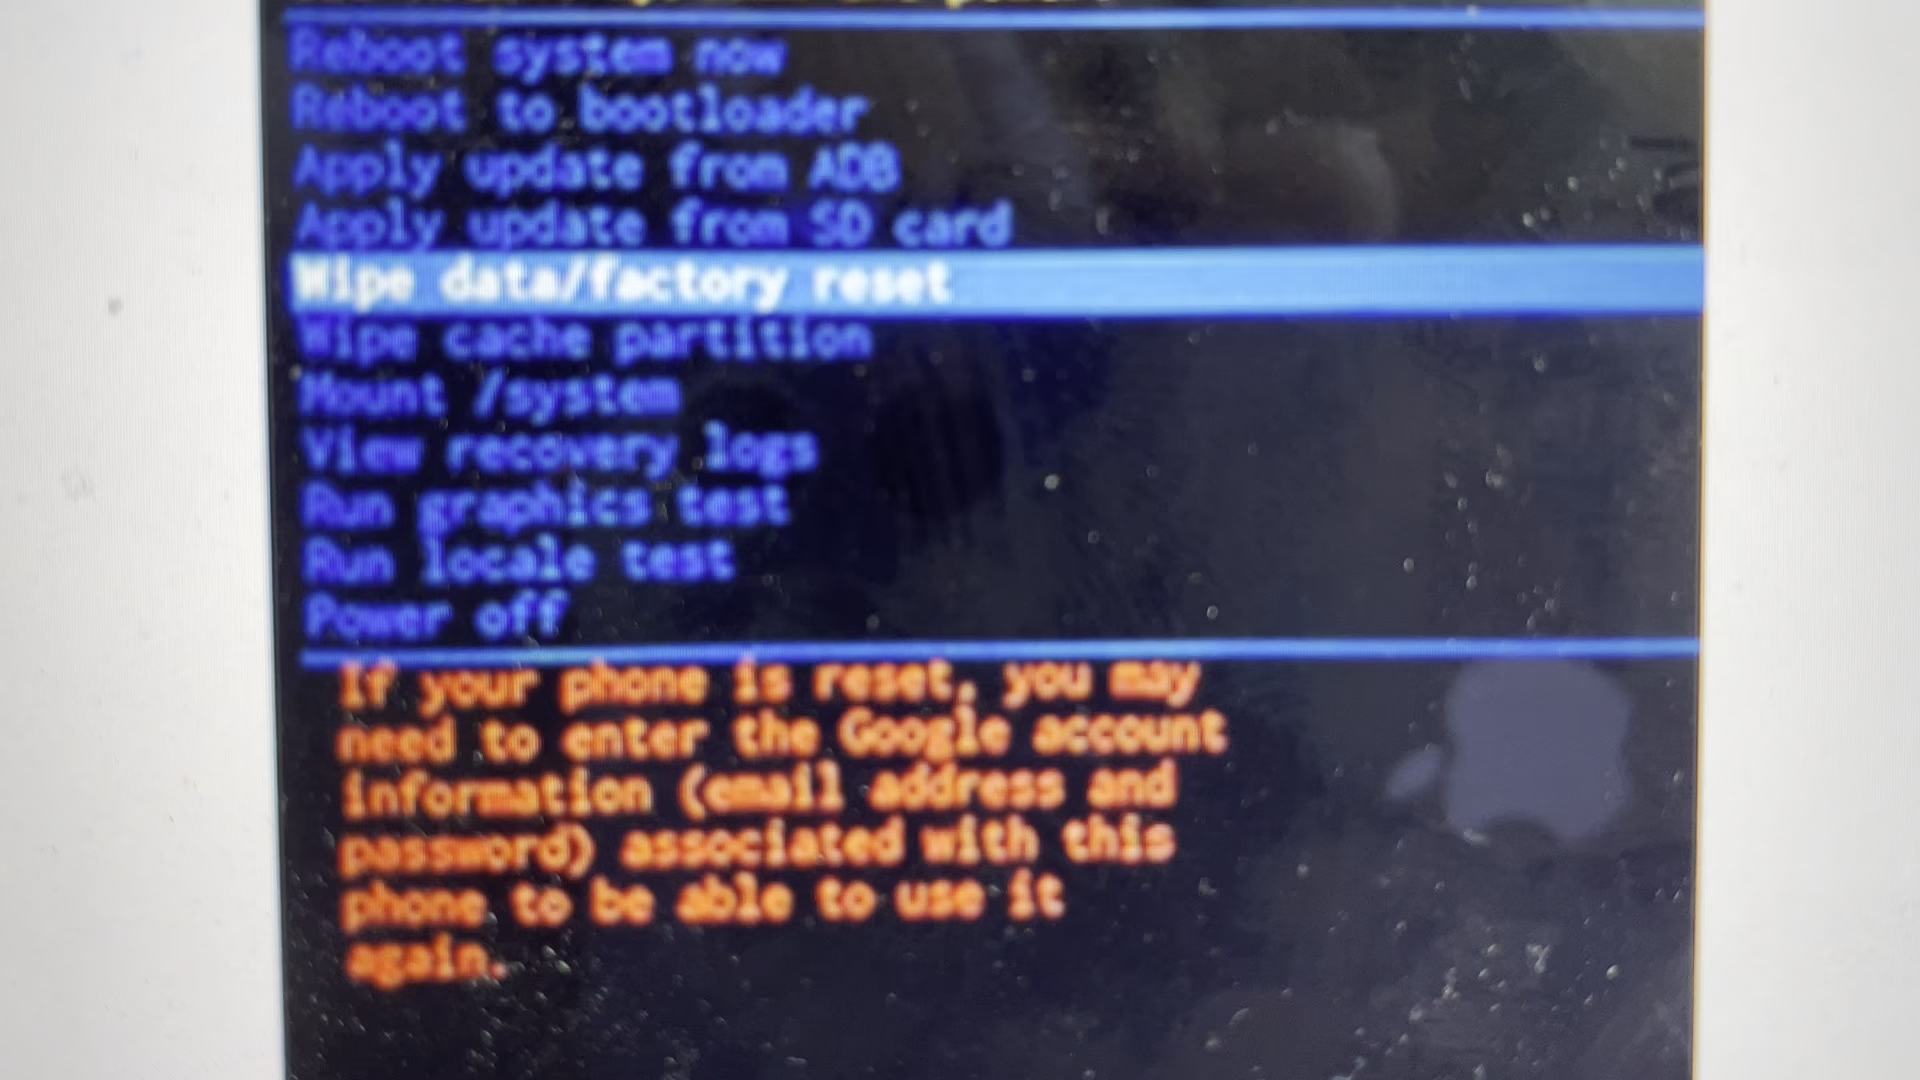 Reboot system now
Reboot to bootloader
Apply update from ADB
Apply update from SD card
Wipe data/factory reset
Wipe cache partition
Mount /system
View recovery logs
Run graphics test
Run locale test
Power off
If your phone is reset, you may
need to enter the Google account
information (email address and
password) associated with this
phone to be able to use it
again.